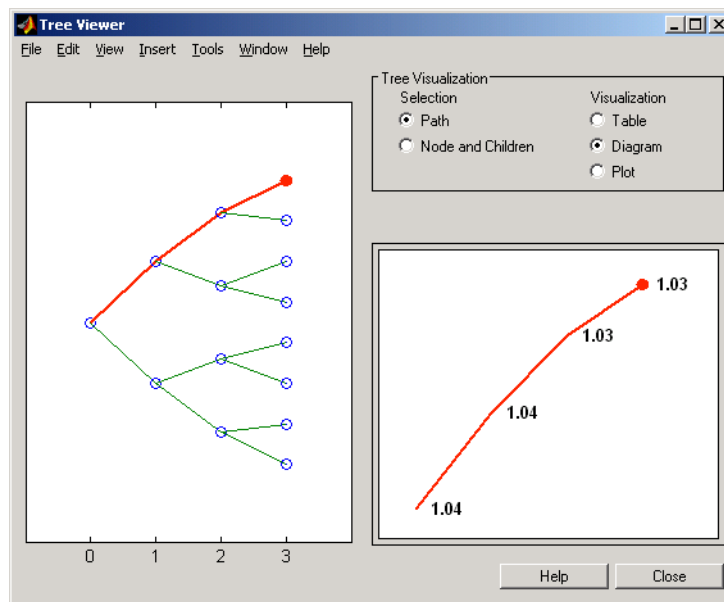 Tree Viewer
File Edit View Insert Tools Window Help
Tree Visualization
Selection
Visualization
Path
Table
Node and Children
Diagram
Plot
1.03
1.03
1.04
1.04
0 1 2 3
Help
Close